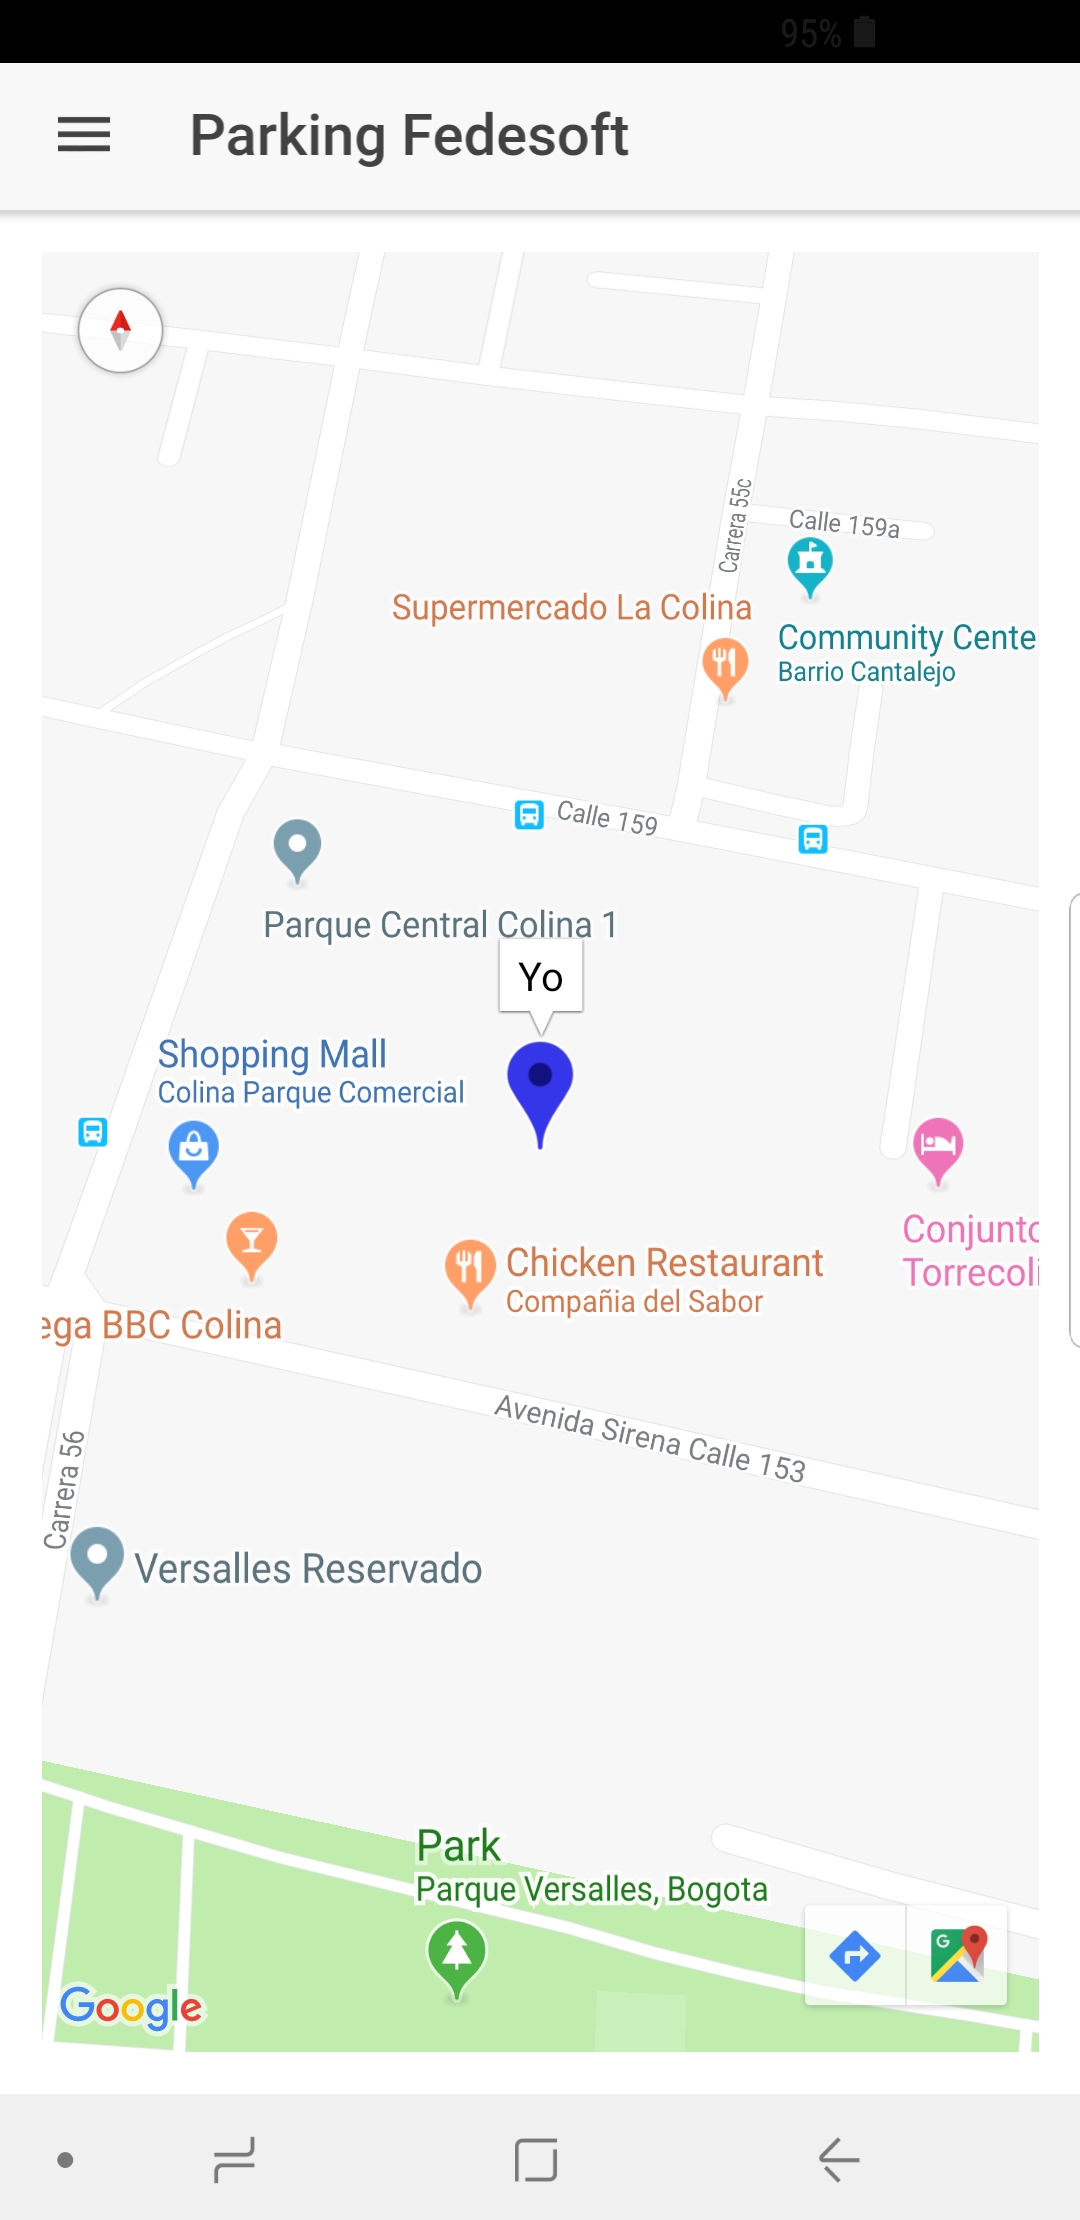 95%
Parking Fedesoft
Carrera 55c
Calle 159a
Supermercado La Colina
Community Cente
Barrio Cantalejo
Calle 159
Parque Central Colina 1
Yo
Shopping Mall
Colina Parque Comercial
Conjunto
Torrecoli
Chicken Restaurant
Compañia del Sabor
ega BBC Colina
Avenida Sirena Calle 153
Carrera 56
Versalles Reservado
Park
Parque Versalles, Bogota
G
Google